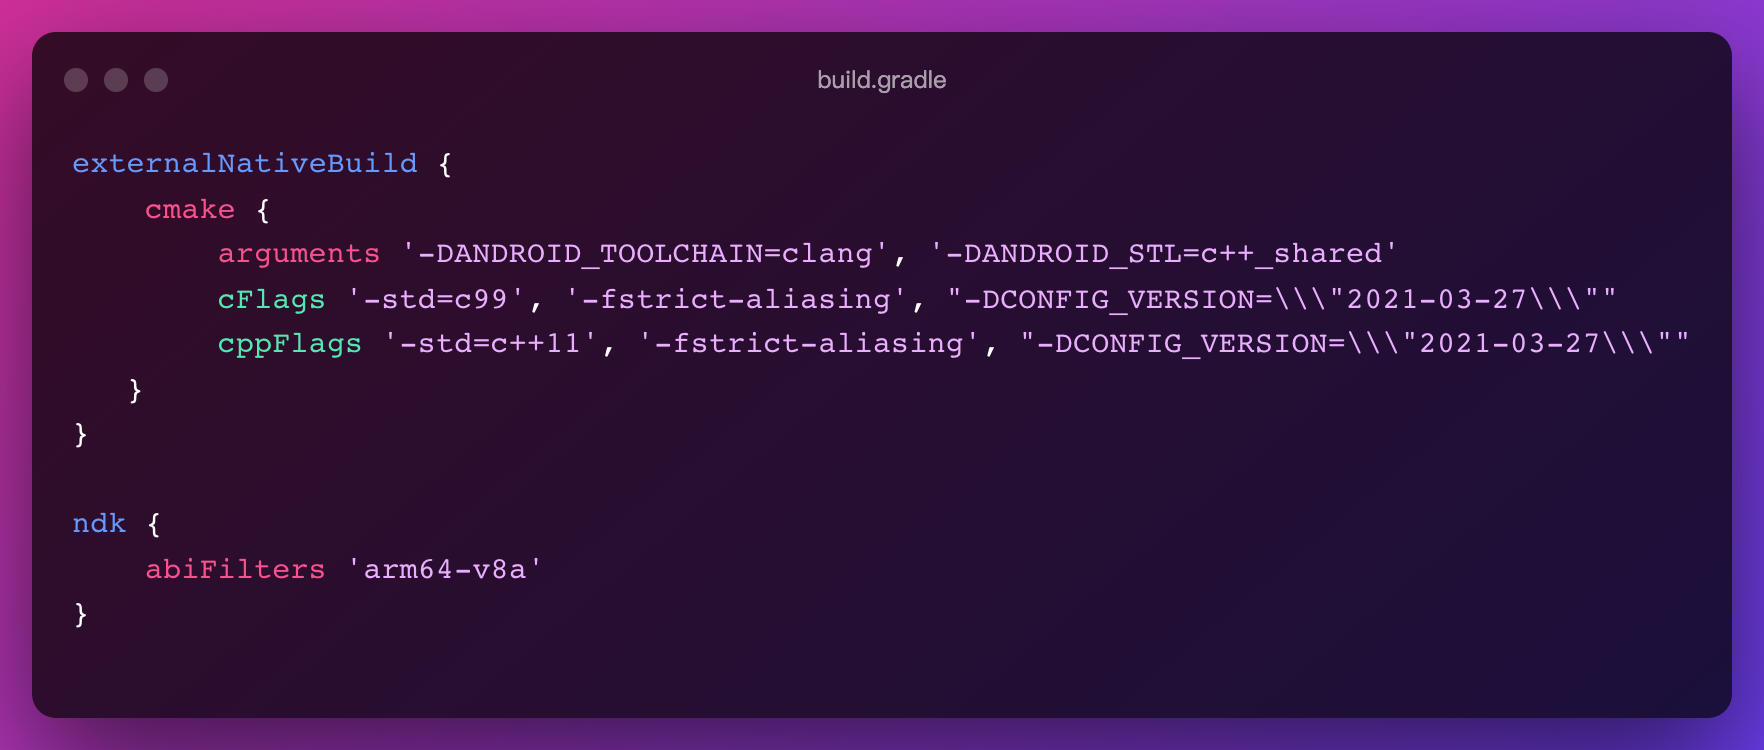 build.gradle
externalNativeBuild {
    cmake {
        arguments '-DANDROID_TOOLCHAIN=clang', '-DANDROID_STL=c++_shared'
        cFlags '-std=c99', '-fstrict-aliasing', "-DCONFIG_VERSION=\\\"2021-03-27\\\""
        cppFlags '-std=c++11', '-fstrict-aliasing', "-DCONFIG_VERSION=\\\"2021-03-27\\\""
   }
}
ndk {
    abiFilters 'arm64-v8a'
}